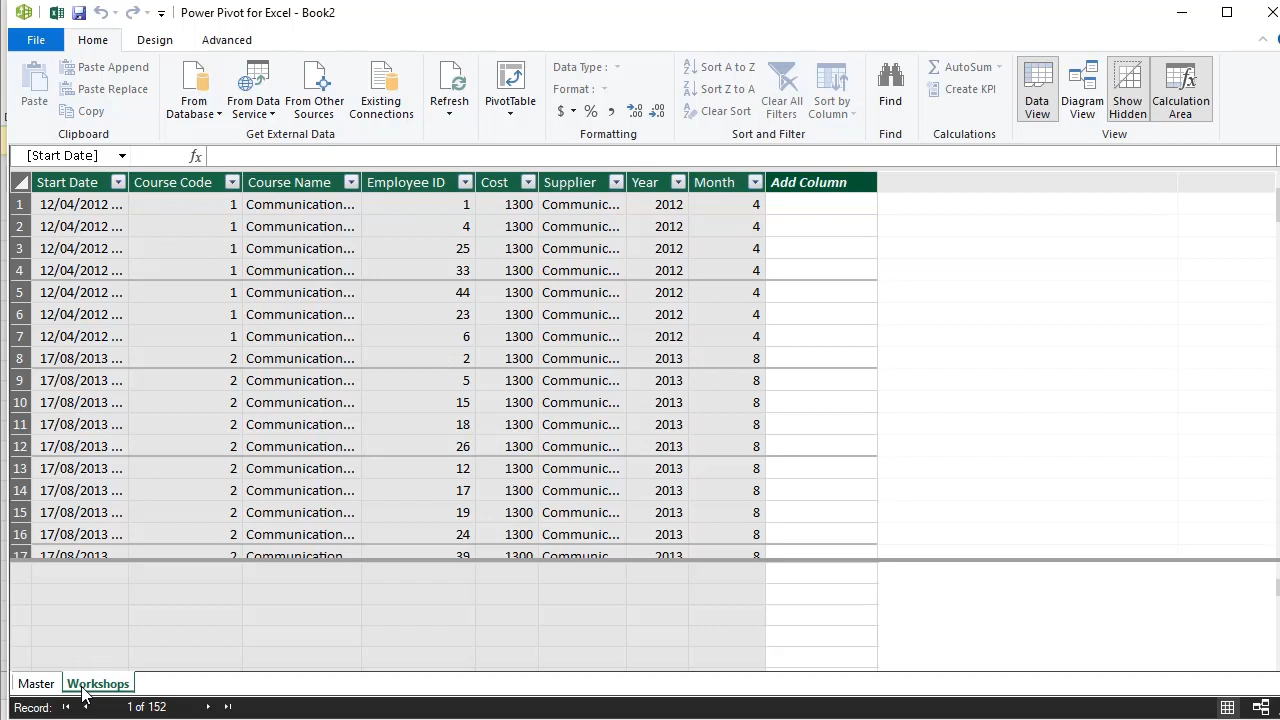 Power Pivot for Excel - Book2
File Home Design Advanced
Paste Append
Paste Replace
Copy
Paste
Clipboard
From Database
From Data Service
From Other Sources
Existing Connections
Get External Data
Refresh
PivotTable
Data Type :
Format :
$ % , .00 .00
Formatting
Sort A to Z
Sort Z to A
Clear Sort
Clear All Filters
Sort by Column
Sort and Filter
Find
Find
AutoSum
Create KPI
Calculations
Data View
Diagram View
Show Hidden
Calculation Area
View
[Start Date] fx
Start Date Course Code Course Name Employee ID Cost Supplier Year Month Add Column
1 12/04/2012 ... 1 Communication... 1 1300 Communic... 2012 4
2 12/04/2012 ... 1 Communication... 4 1300 Communic... 2012 4
3 12/04/2012 ... 1 Communication... 25 1300 Communic... 2012 4
4 12/04/2012 ... 1 Communication... 33 1300 Communic... 2012 4
5 12/04/2012 ... 1 Communication... 44 1300 Communic... 2012 4
6 12/04/2012 ... 1 Communication... 23 1300 Communic... 2012 4
7 12/04/2012 ... 1 Communication... 6 1300 Communic... 2012 4
8 17/08/2013 ... 2 Communication... 2 1300 Communic... 2013 8
9 17/08/2013 ... 2 Communication... 5 1300 Communic... 2013 8
10 17/08/2013 ... 2 Communication... 15 1300 Communic... 2013 8
11 17/08/2013 ... 2 Communication... 18 1300 Communic... 2013 8
12 17/08/2013 ... 2 Communication... 26 1300 Communic... 2013 8
13 17/08/2013 ... 2 Communication... 12 1300 Communic... 2013 8
14 17/08/2013 ... 2 Communication... 17 1300 Communic... 2013 8
15 17/08/2013 ... 2 Communication... 19 1300 Communic... 2013 8
16 17/08/2013 ... 2 Communication... 24 1300 Communic... 2013 8
17 17/08/2013 ... 2 Communication... 39 1300 Communic... 2013 8
Master Workshops
Record: 1 of 152